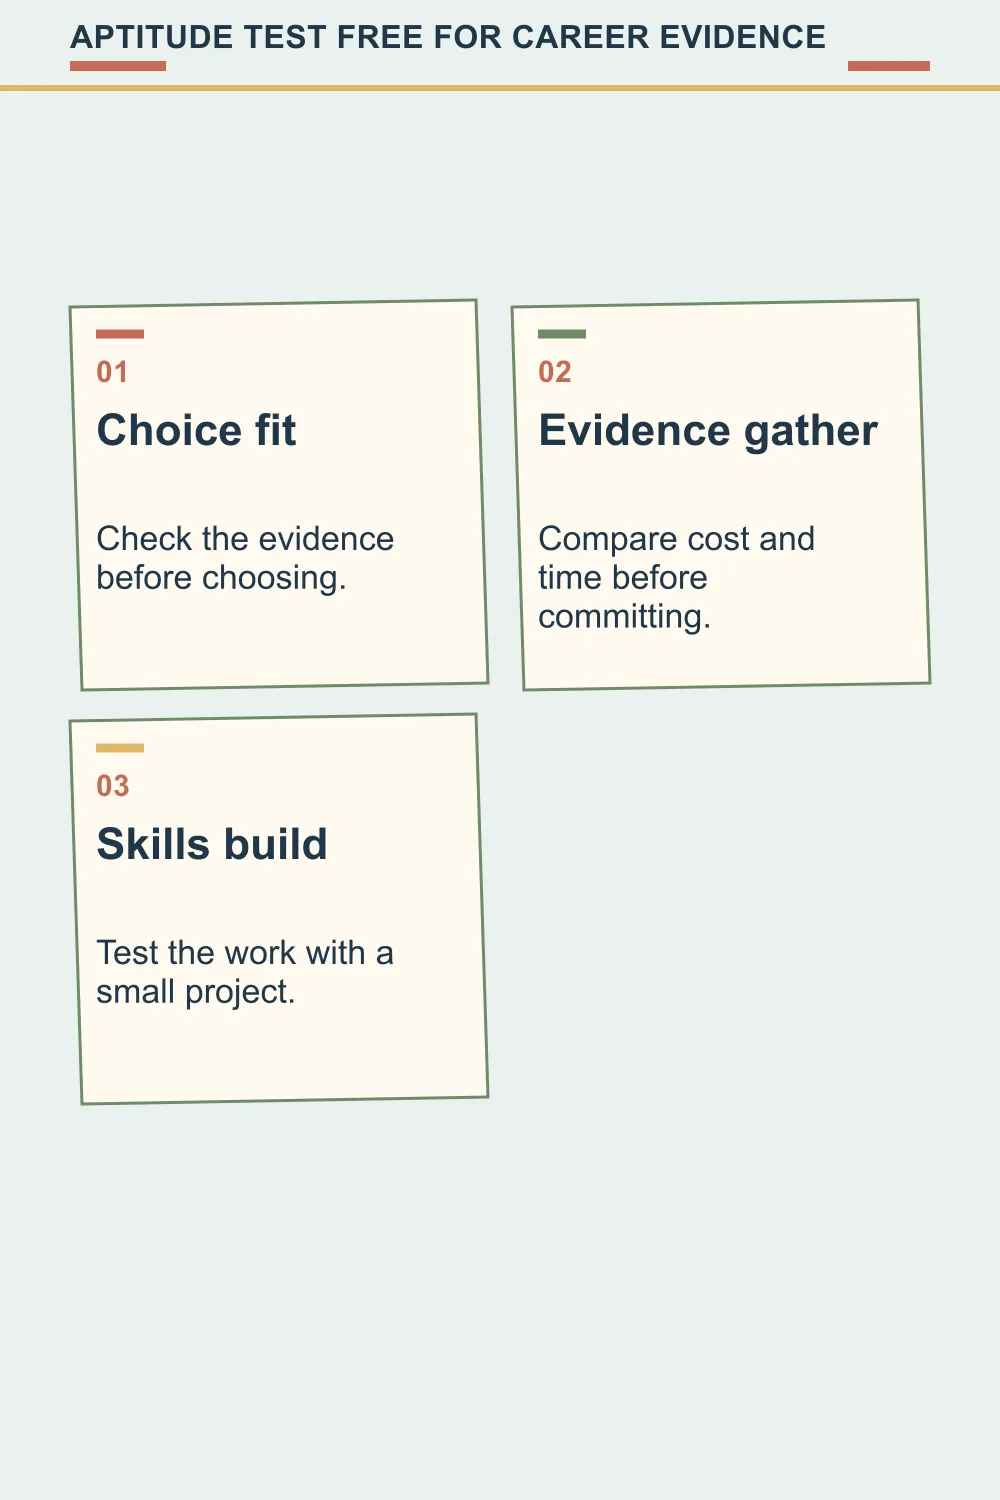 APTITUDE TEST FREE FOR CAREER EVIDENCE
01
Choice fit
Check the evidence
before choosing.
02
Evidence gather
Compare cost and
time before
committing.
03
Skills build
Test the work with a
small project.